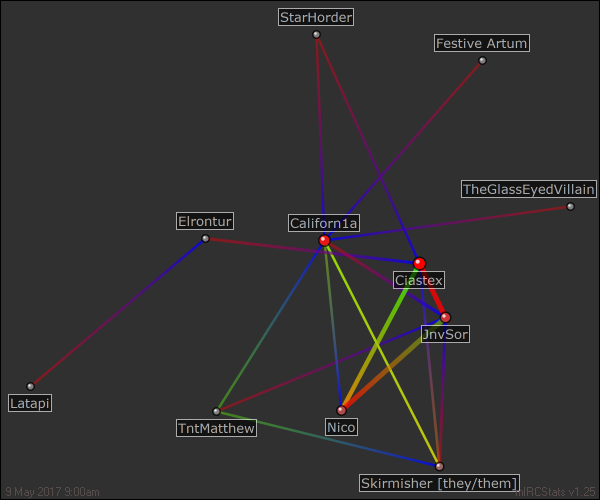 StarHorder
Festive Artum
TheGlassEyedVillain
Elrontur
Californ1a
Ciastex
JnvSor
Latapi
TntMatthew
Nico
Skirmisher [they/them]
9 May 2017 9:00am
mIRCStats v1.25